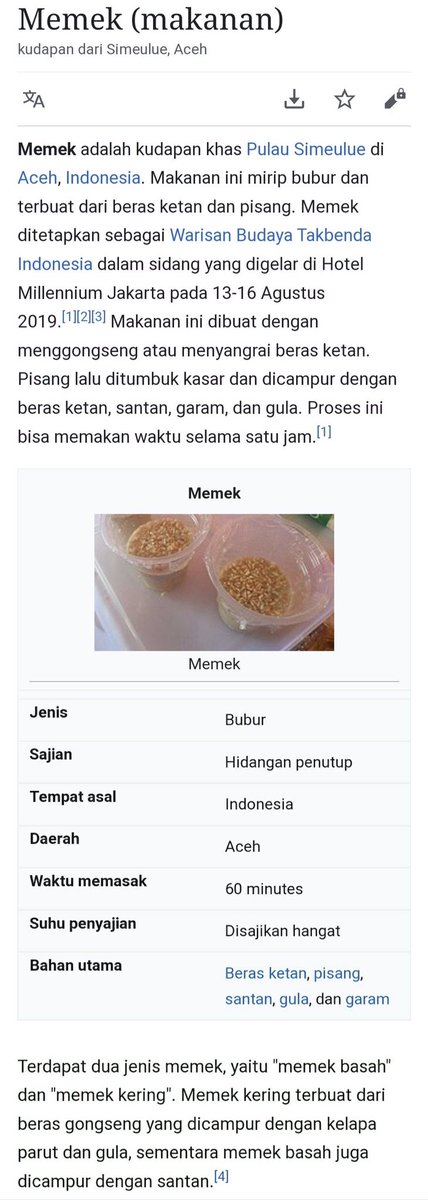 Memek (makanan)
kudapan dari Simeulue, Aceh
Memek adalah kudapan khas Pulau Simeulue di
Aceh, Indonesia. Makanan ini mirip bubur dan
terbuat dari beras ketan dan pisang. Memek
ditetapkan sebagai Warisan Budaya Takbenda
Indonesia dalam sidang yang digelar di Hotel
Millennium Jakarta pada 13-16 Agustus
2019.[1][2][3] Makanan ini dibuat dengan
menggongseng atau menyangrai beras ketan.
Pisang lalu ditumbuk kasar dan dicampur dengan
beras ketan, santan, garam, dan gula. Proses ini
bisa memakan waktu selama satu jam.[1]
Memek
Memek
Jenis Bubur
Sajian Hidangan penutup
Tempat asal Indonesia
Daerah Aceh
Waktu memasak 60 minutes
Suhu penyajian Disajikan hangat
Bahan utama Beras ketan, pisang,
santan, gula, dan garam
Terdapat dua jenis memek, yaitu "memek basah"
dan "memek kering". Memek kering terbuat dari
beras gongseng yang dicampur dengan kelapa
parut dan gula, sementara memek basah juga
dicampur dengan santan.[4]